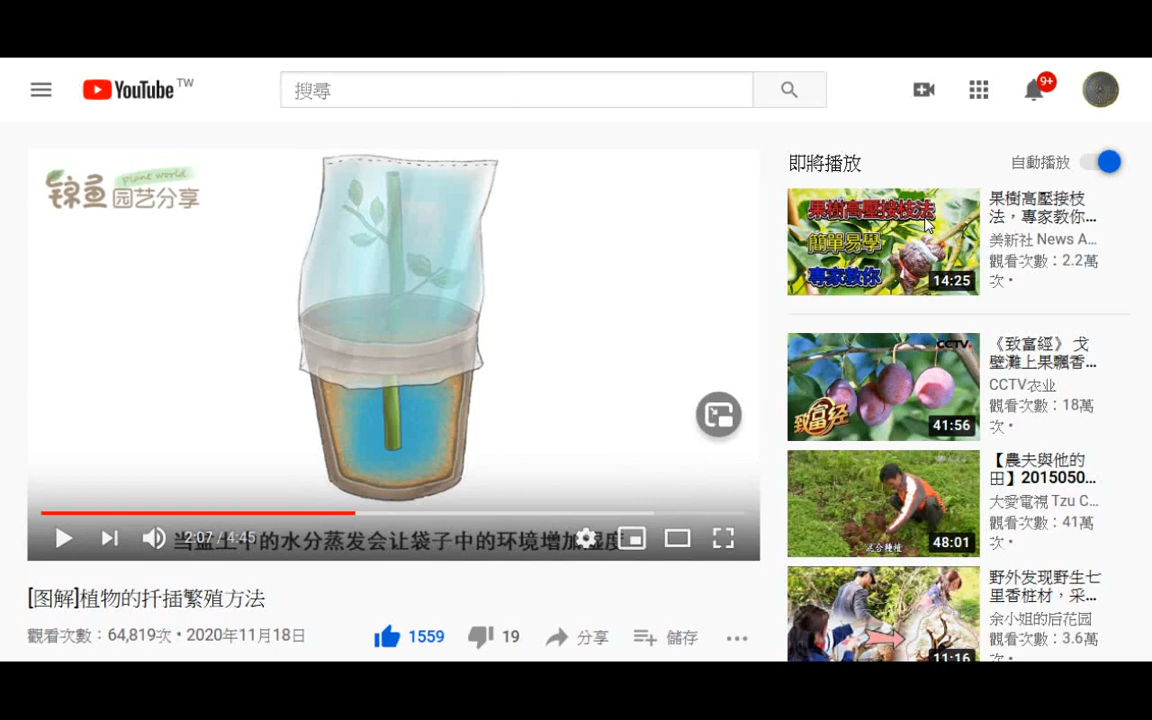 YouTube TW
搜尋
9+
锦鱼 plant world 园艺分享
2:07 / 4:45
当盆土中的水分蒸发会让袋子中的环境增加湿度
[图解]植物的扦插繁殖方法
觀看次數：64,819次 • 2020年11月18日
1559
19
分享
儲存
即將播放
自動播放
果樹高壓接枝法
簡單易學
專家教你
14:25
果樹高壓接枝
法，專家教你...
美新社 News A...
觀看次數：2.2萬
次 •
CCTV.
致富经
41:56
《致富經》 戈
壁灘上果飄香...
CCTV农业
觀看次數：18萬
次 •
混合種植
48:01
【農夫與他的
田】2015050...
大愛電視 Tzu C...
觀看次數：41萬
次 •
11:16
野外发现野生七
里香桩材，采...
余小姐的后花园
觀看次數：3.6萬
次 •